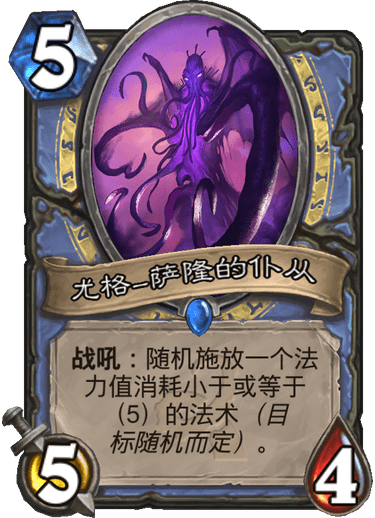 5
尤格-萨隆的仆从
战吼：随机施放一个法
力值消耗小于或等于
（5）的法术（目
标随机而定）。
5
4